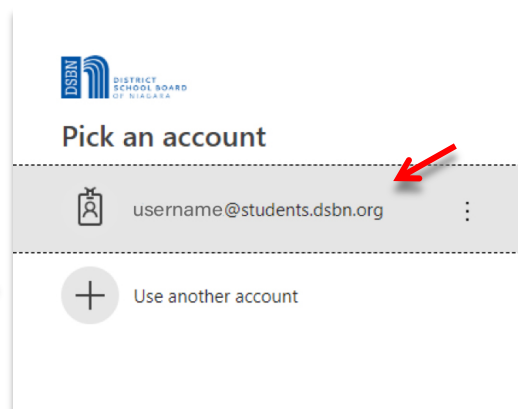 DSBN
DISTRICT
SCHOOL BOARD
OF NIAGARA
Pick an account
username@students.dsbn.org
Use another account